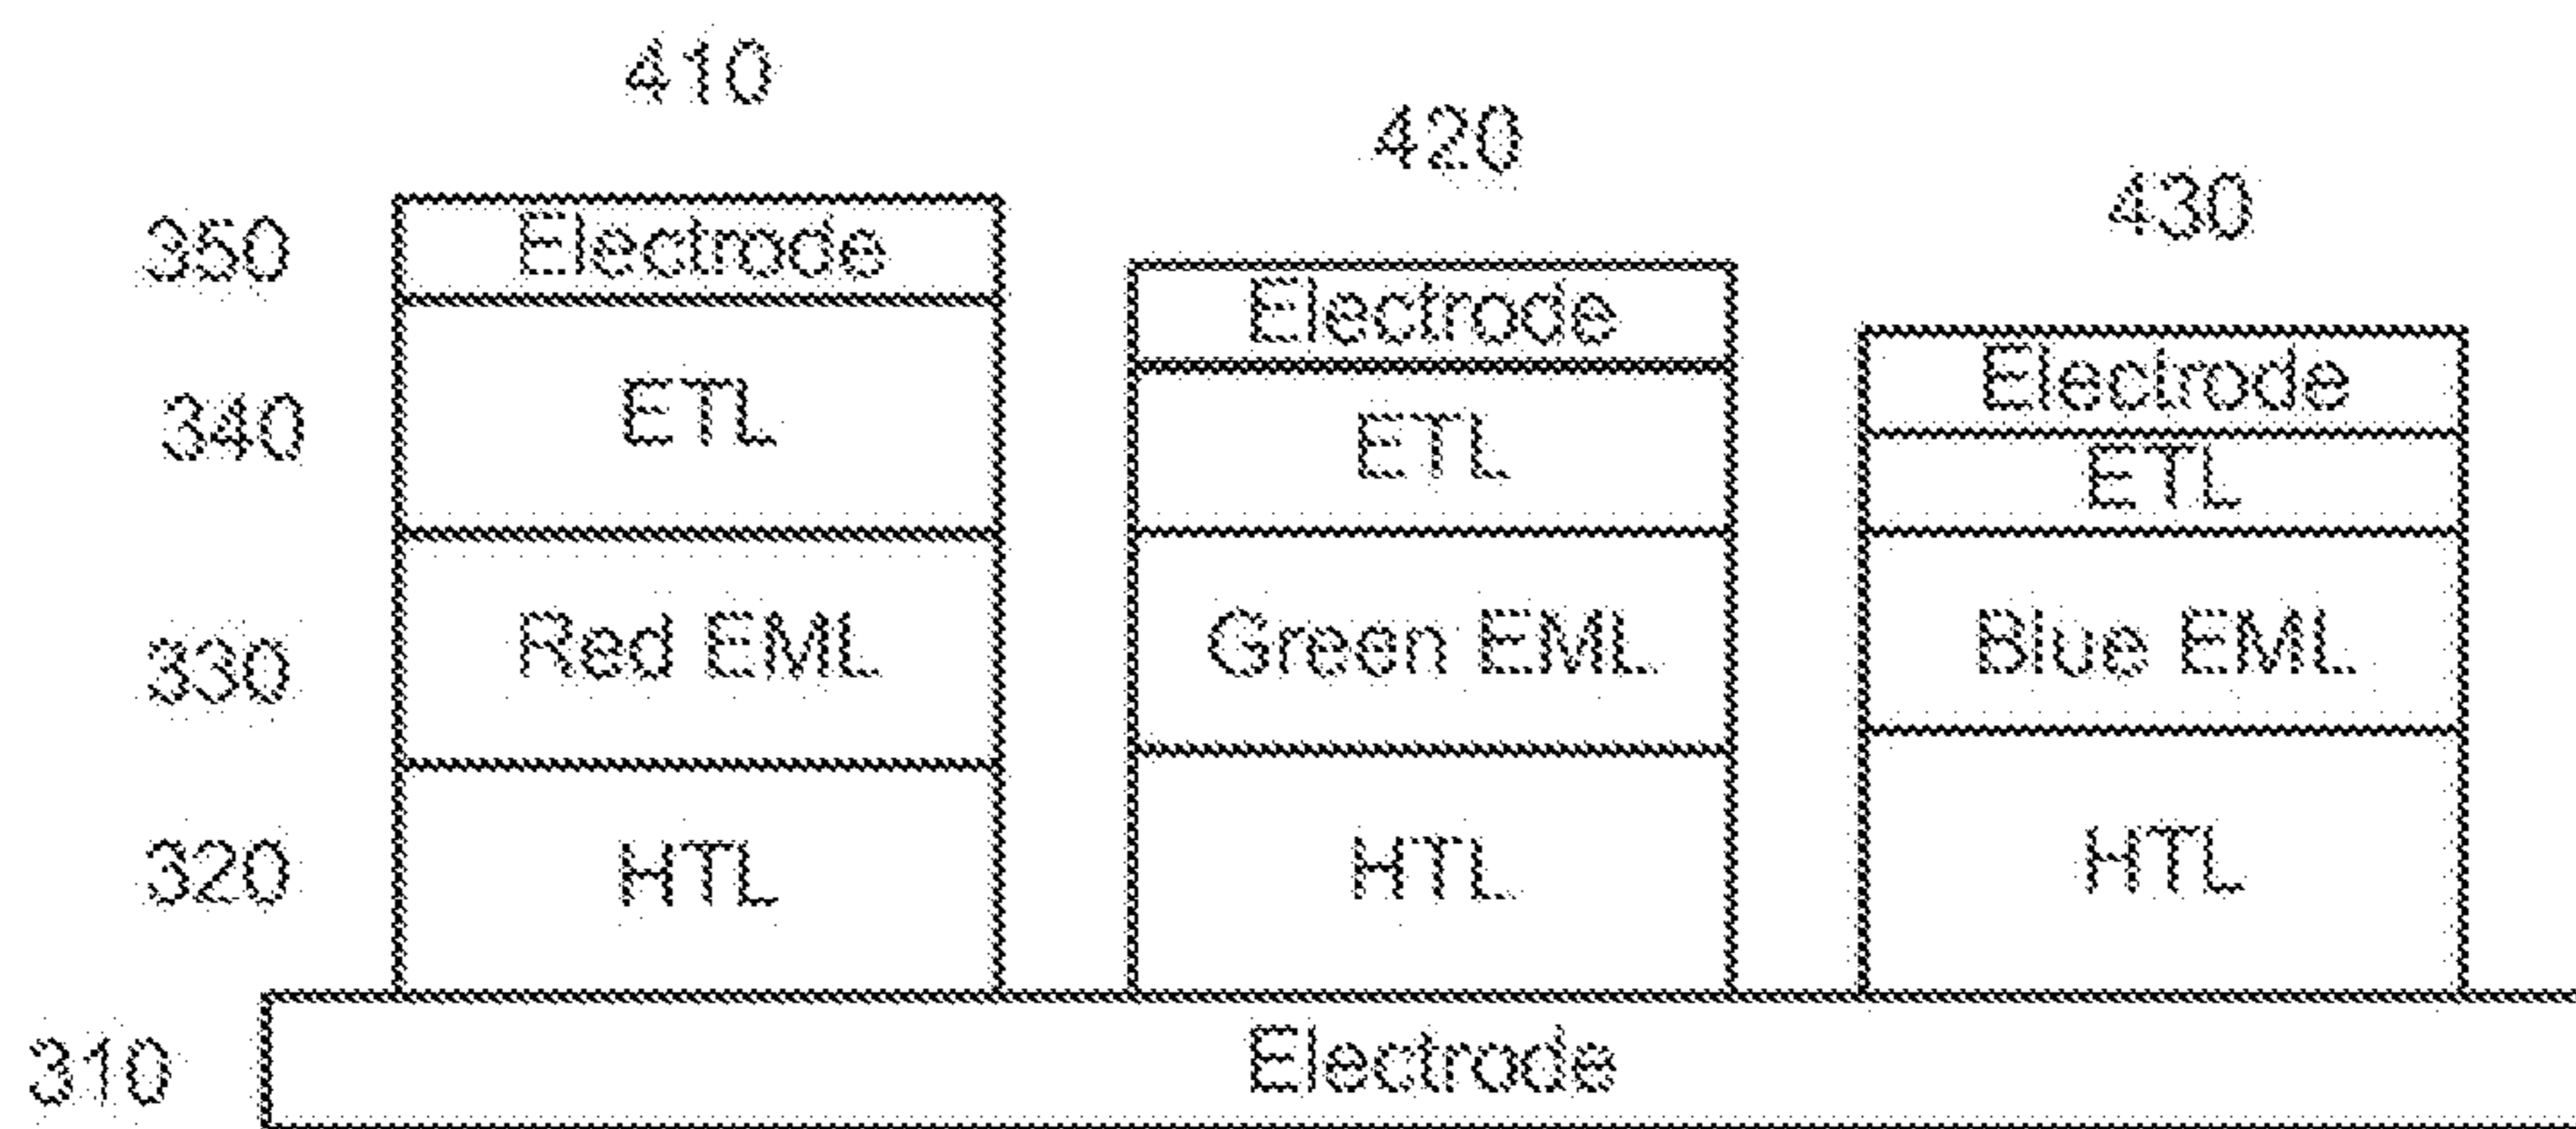 410
420
430
350 Electrode Electrode Electrode
340 ETL ETL ETL
330 Red EML Green EML Blue EML
320 HTL HTL HTL
310 Electrode